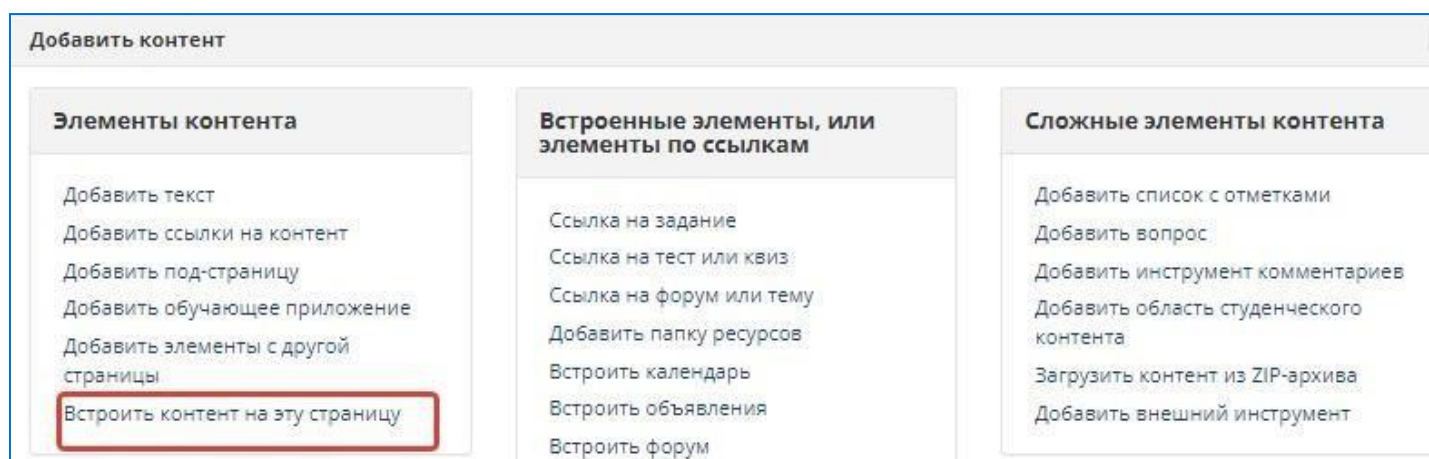 Добавить контент
Элементы контента
Добавить текст
Добавить ссылки на контент
Добавить под-страницу
Добавить обучающее приложение
Добавить элементы с другой
страницы
Встроить контент на эту страницу
Встроенные элементы, или
элементы по ссылкам
Ссылка на задание
Ссылка на тест или квиз
Ссылка на форум или тему
Добавить папку ресурсов
Встроить календарь
Встроить объявления
Встроить форум
Сложные элементы контента
Добавить список с отметками
Добавить вопрос
Добавить инструмент комментариев
Добавить область студенческого
контента
Загрузить контент из ZIP-архива
Добавить внешний инструмент